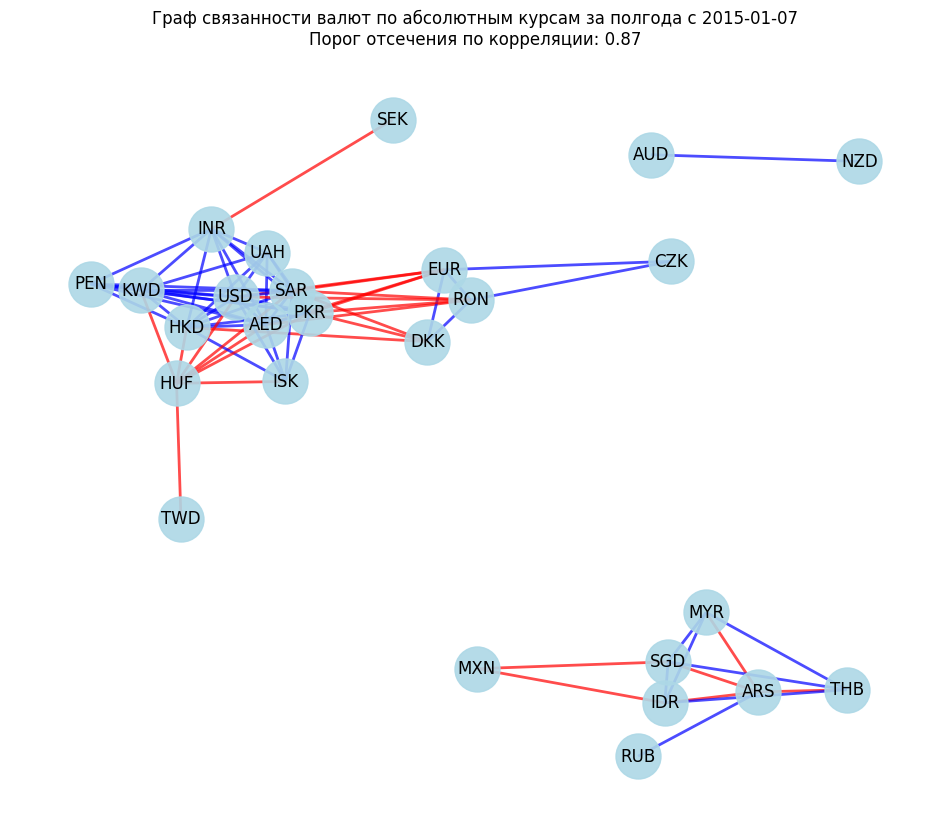 Граф связанности валют по абсолютным курсам за полгода с 2015-01-07
Порог отсечения по корреляции: 0.87
SEK
AUD
NZD
INR
UAH
EUR
CZK
PEN
KWD
USD
SAR
RON
HKD
AED
PKR
DKK
HUF
ISK
TWD
MYR
MXN
SGD
IDR
ARS
THB
RUB